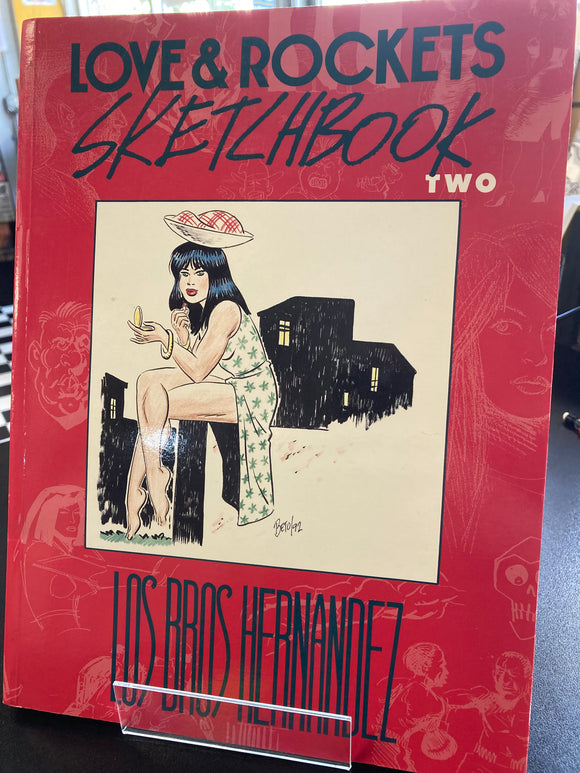 LOVE & ROCKETS
SKETCHBOOK
TWO
BETO/92
LOS BROS HERNANDEZ